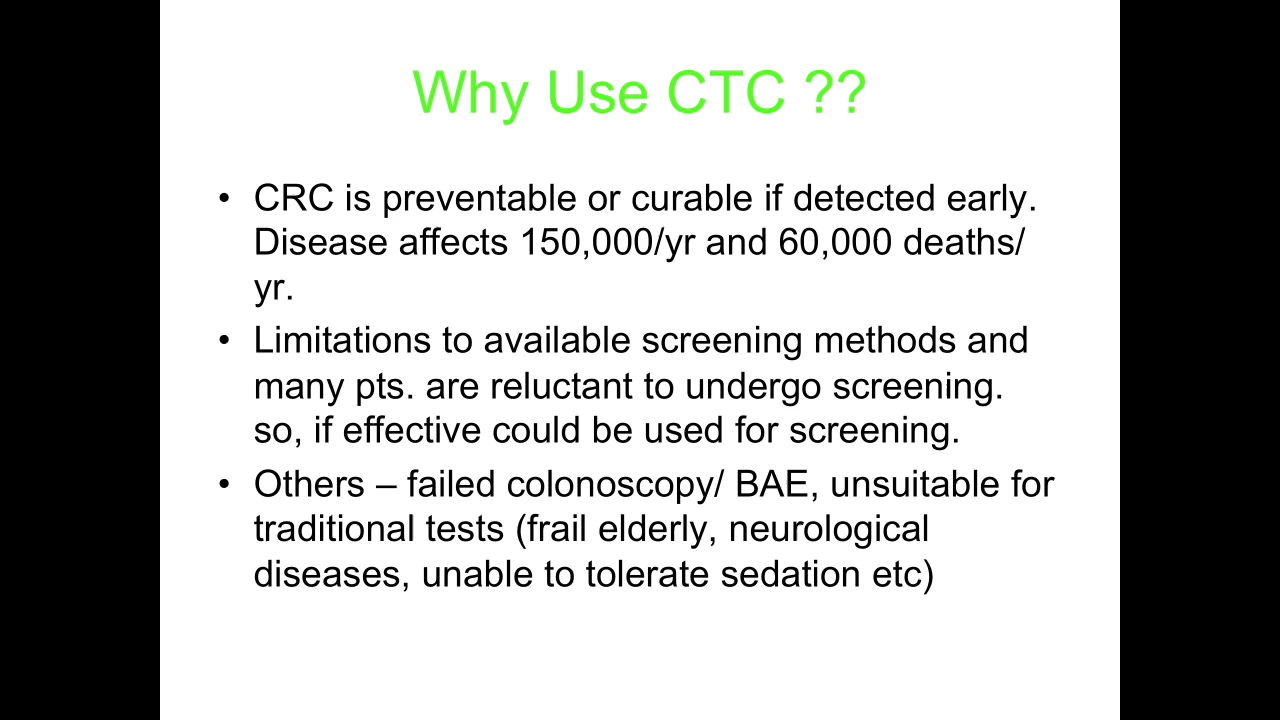 Why Use CTC ??
• CRC is preventable or curable if detected early.
Disease affects 150,000/yr and 60,000 deaths/
yr.
• Limitations to available screening methods and
many pts. are reluctant to undergo screening.
so, if effective could be used for screening.
• Others – failed colonoscopy/ BAE, unsuitable for
traditional tests (frail elderly, neurological
diseases, unable to tolerate sedation etc)